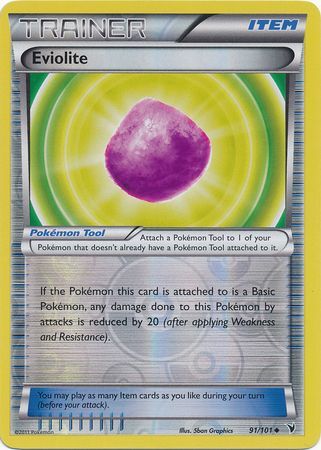 TRAINER
ITEM
Eviolite
Pokémon Tool
Attach a Pokémon Tool to 1 of your
Pokémon that doesn't already have a Pokémon Tool attached to it.
If the Pokémon this card is attached to is a Basic
Pokémon, any damage done to this Pokémon by
attacks is reduced by 20 (after applying Weakness
and Resistance).
You may play as many Item cards as you like during your turn
(before your attack).
©2011 Pokémon
Illus. 5ban Graphics
91/101